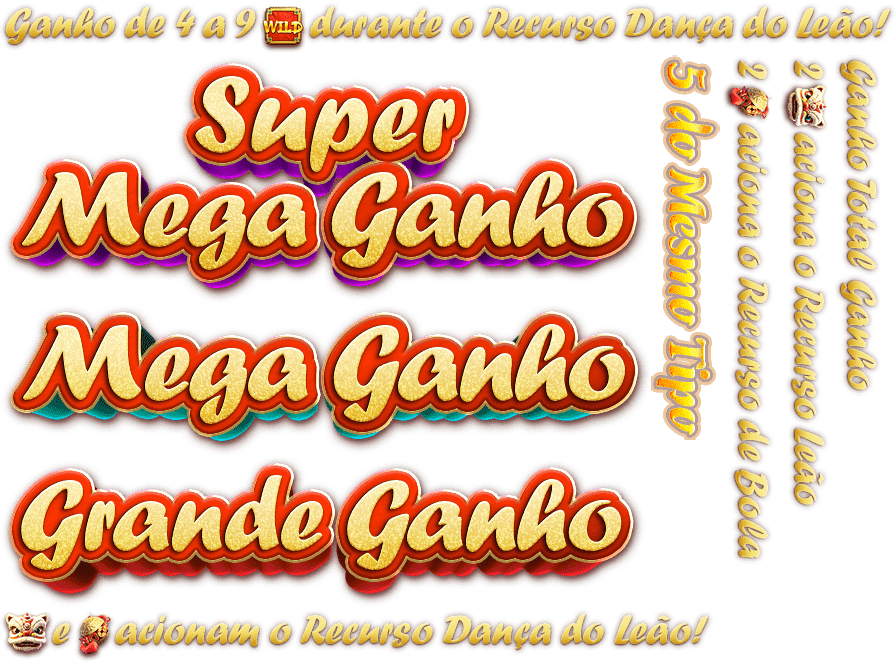 Ganho de 4 a 9 WILD durante o Recurso Dança do Leão!
Super
Mega Ganho
Mega Ganho
Grande Ganho
5 do Mesmo Tipo
2 aciona o Recurso de Bola
2 aciona o Recurso Leão
Ganho Total Ganho
e acionam o Recurso Dança do Leão!